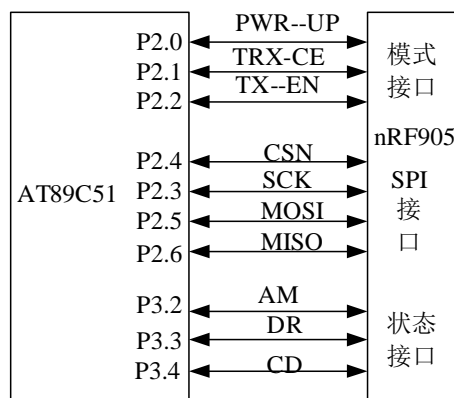 PWR--UP
P2.0
TRX-CE
P2.1
TX--EN
P2.2
模式
接口
nRF905
CSN
P2.4
SCK
P2.3
AT89C51
MOSI
P2.5
MISO
P2.6
SPI
接
口
AM
P3.2
DR
P3.3
CD
P3.4
状态
接口